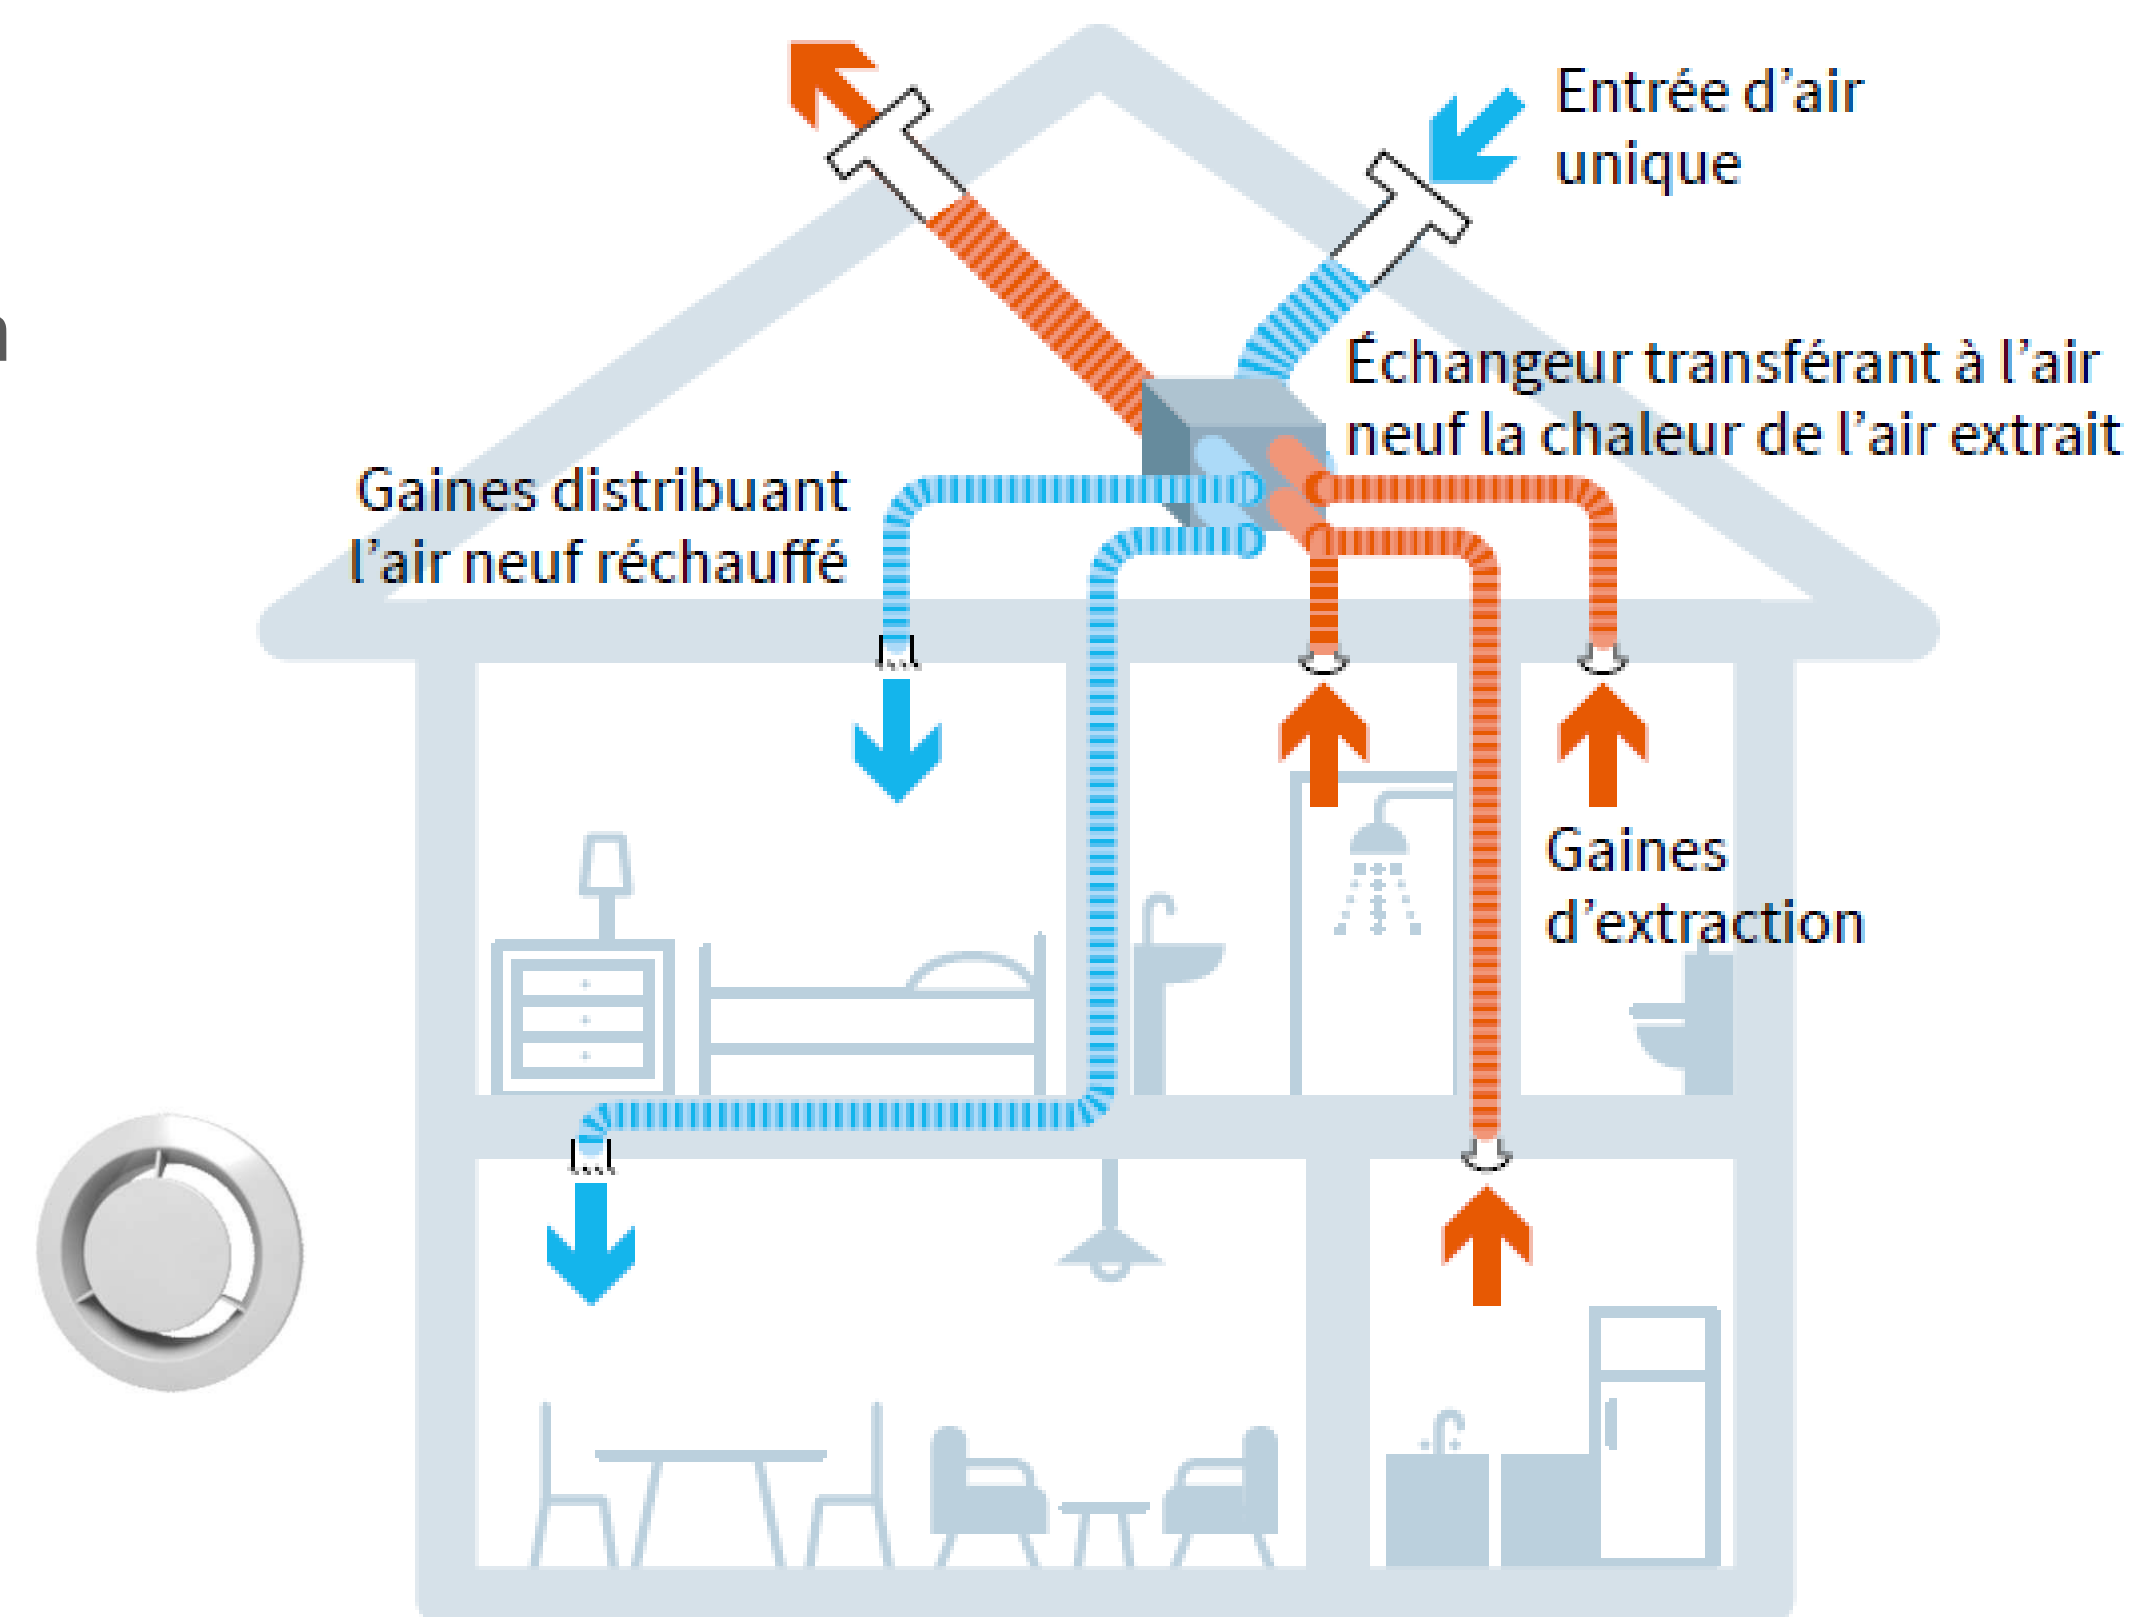 Entrée d'air
unique
Échangeur transférant à l'air
neuf la chaleur de l'air extrait
Gaines distribuant
l'air neuf réchauffé
Gaines
d'extraction